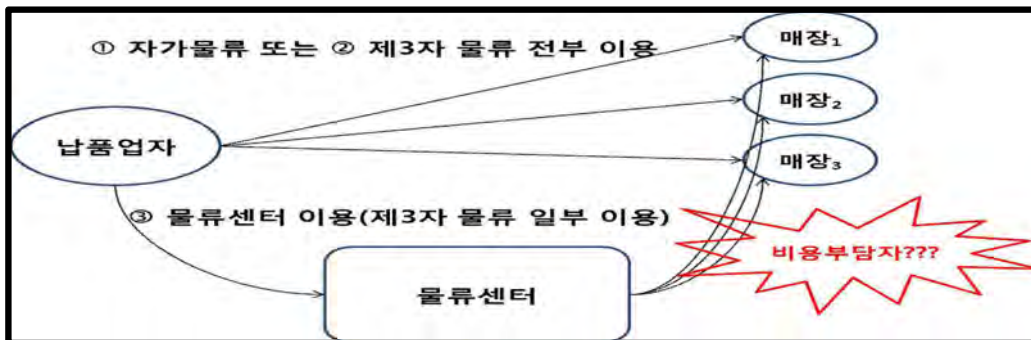 ① 자가물류 또는 ② 제3자 물류 전부 이용
매장₁
매장₂
납품업자
매장₃
③ 물류센터 이용(제3자 물류 일부 이용)
비용부담자???
물류센터